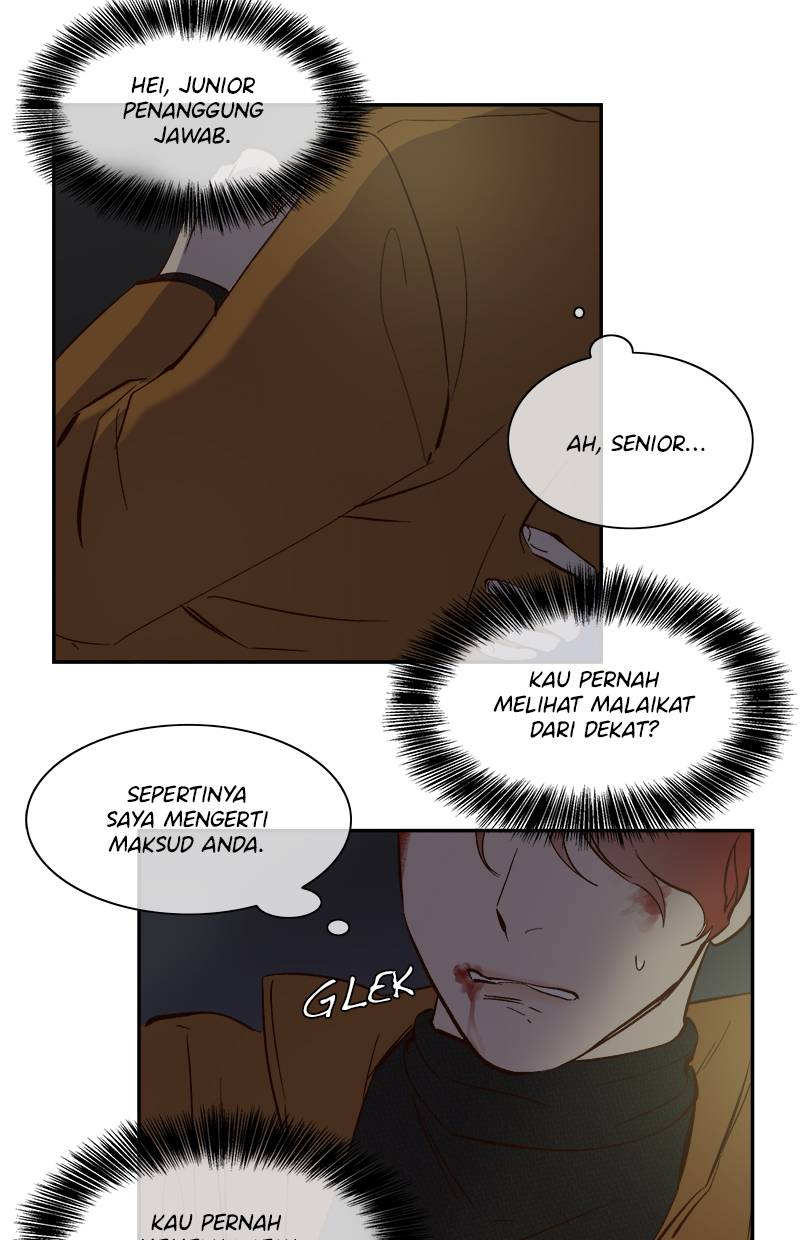 HEI, JUNIOR
PENANGGUNG
JAWAB.
AH, SENIOR...
KAU PERNAH
MELIHAT MALAIKAT
DARI DEKAT?
SEPERTINYA
SAYA MENGERTI
MAKSUD ANDA.
GLEK
KAU PERNAH